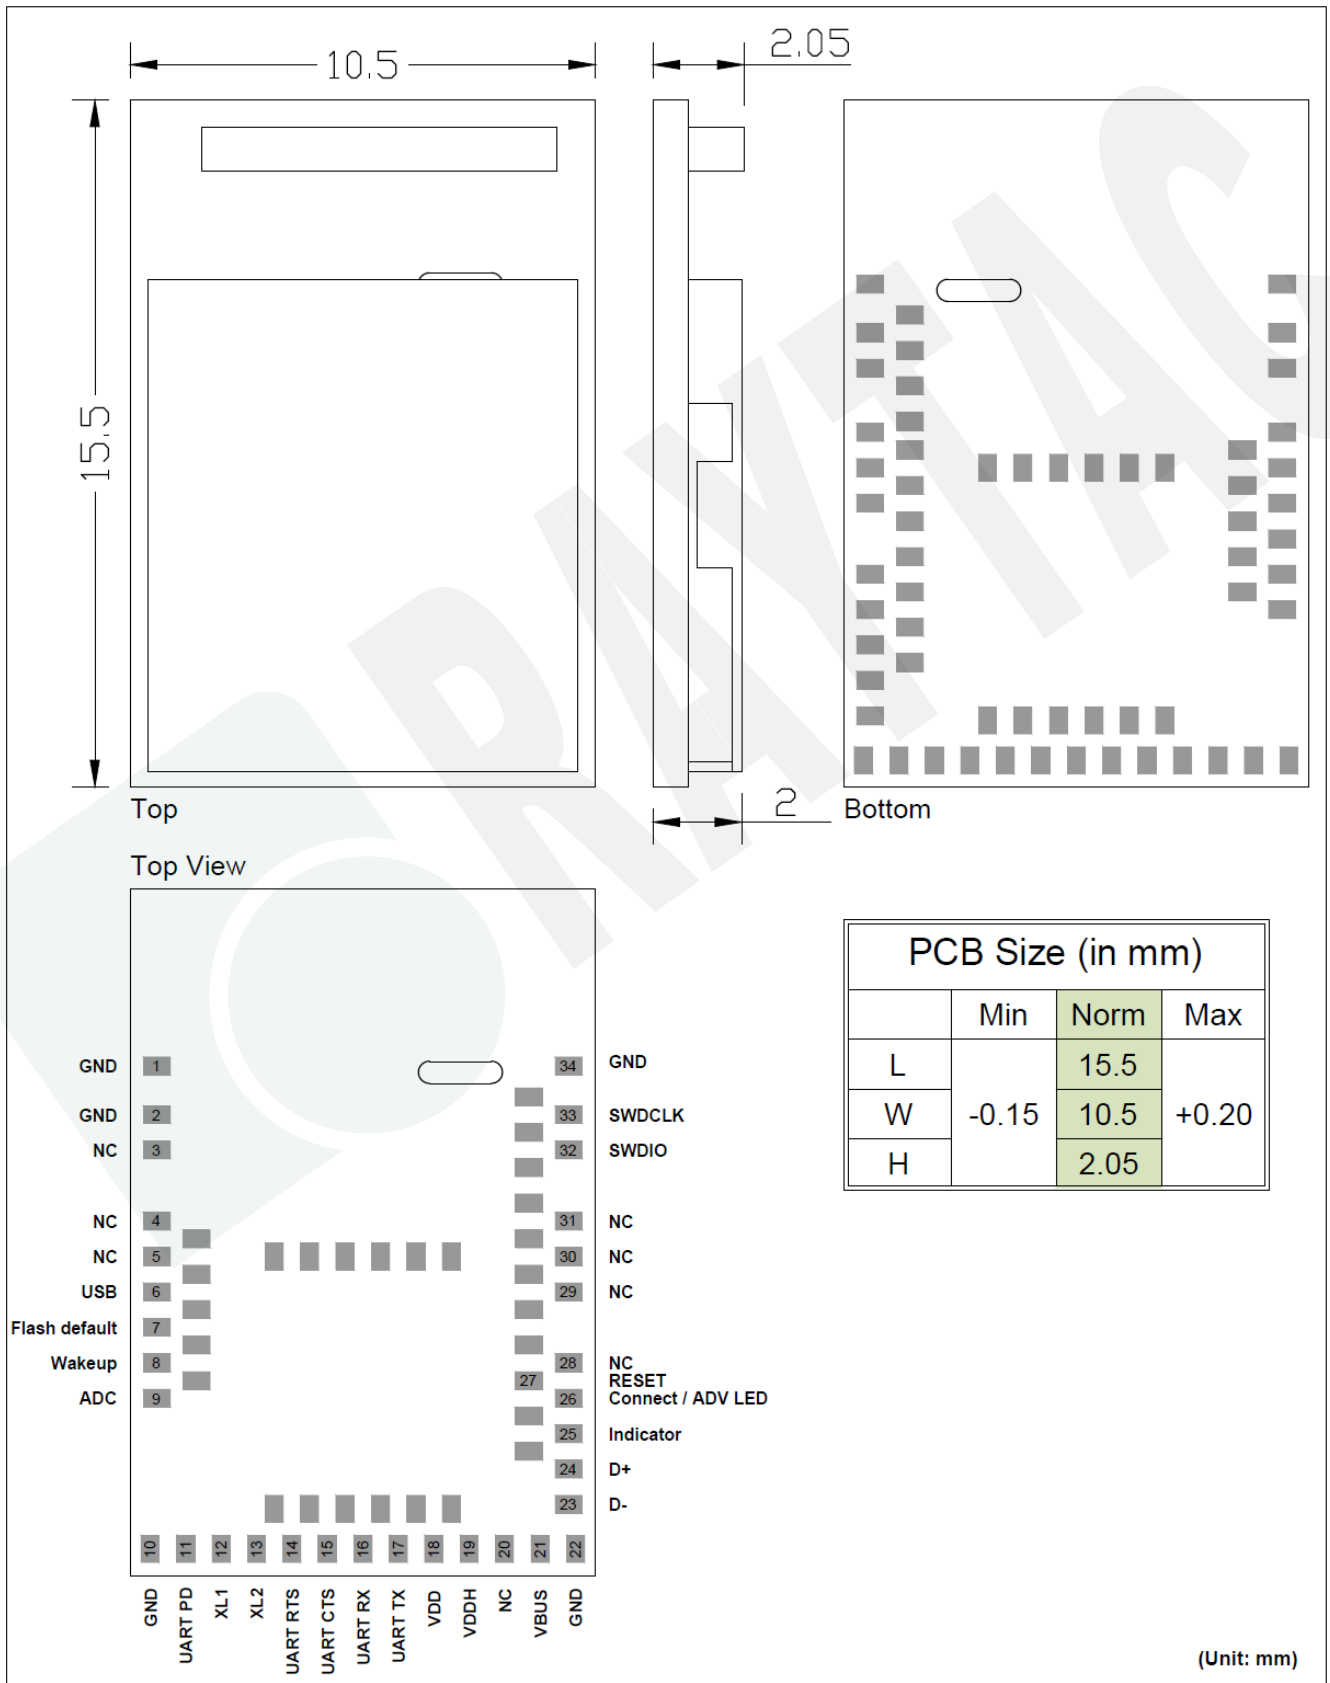 10.5
2.05
15.5
2
Top
Bottom
RAYTAC
Top View
GND 1
GND 2
NC 3
NC 4
NC 5
USB 6
Flash default 7
Wakeup 8
ADC 9
34 GND
33 SWDCLK
32 SWDIO
31 NC
30 NC
29 NC
28 NC
27 RESET
26 Connect / ADV LED
25 Indicator
24 D+
23 D-
10 11 12 13 14 15 16 17 18 19 20 21 22
GND
UART PD
XL1
XL2
UART RTS
UART CTS
UART RX
UART TX
VDD
VDDH
NC
VBUS
GND
PCB Size (in mm)
Min Norm Max
L 15.5
W -0.15 10.5 +0.20
H 2.05
(Unit: mm)